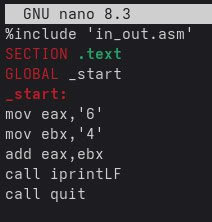 GNU nano 8.3
%include 'in_out.asm'
SECTION .text
GLOBAL _start
_start:
mov eax,'6'
mov ebx,'4'
add eax,ebx
call iprintLF
call quit